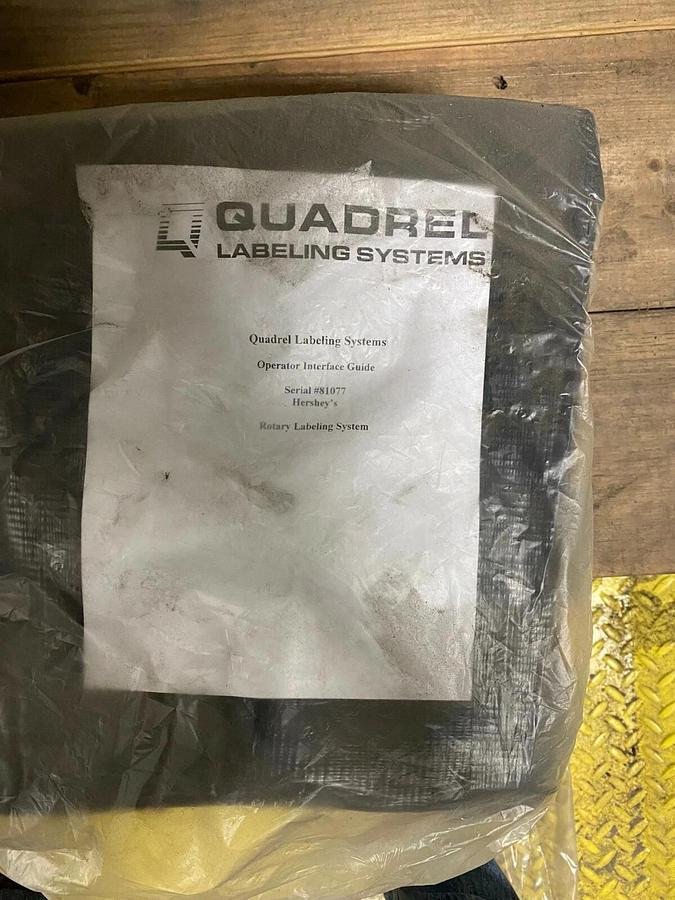 QUADREL
LABELING SYSTEMS
Quadrel Labeling Systems
Operator Interface Guide
Serial #81077
Hershey's
Rotary Labeling System